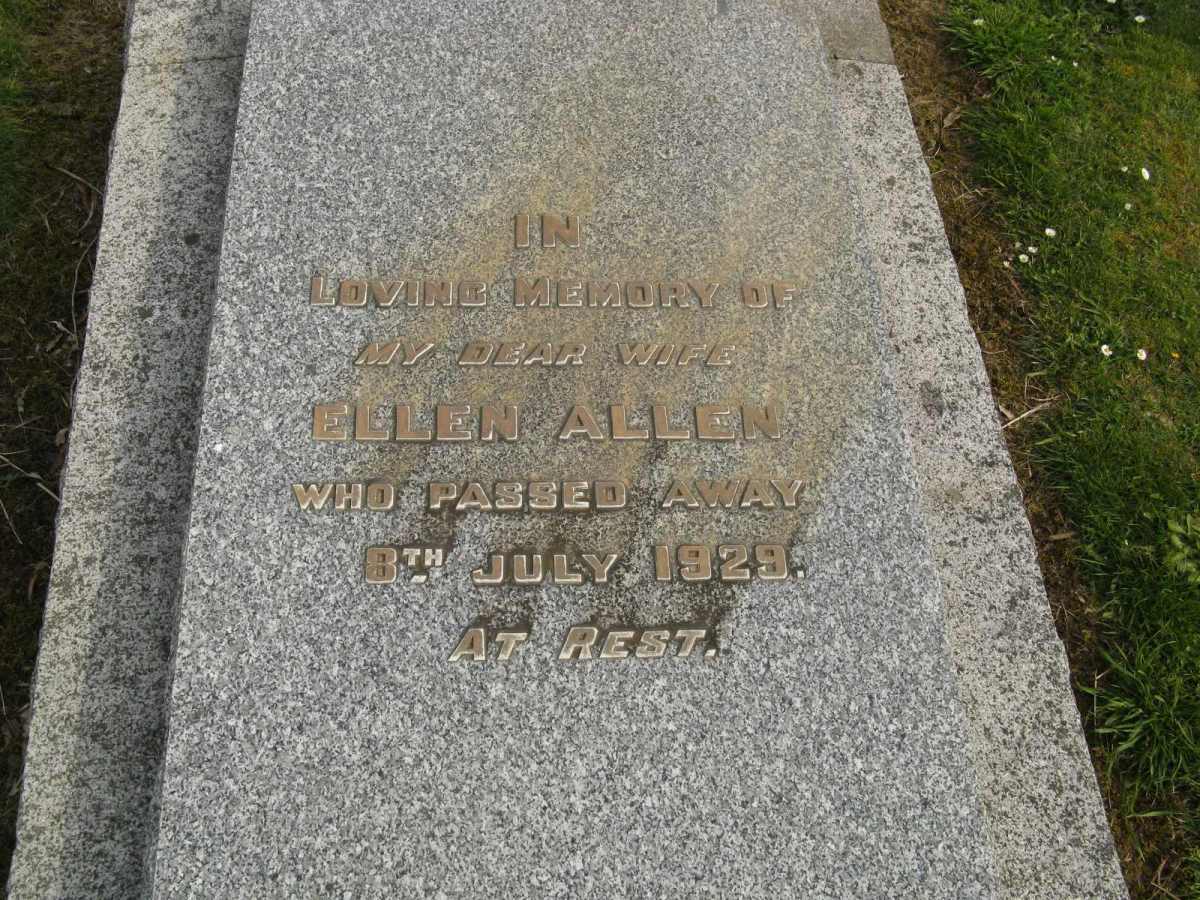 IN
LOVING MEMORY OF
MY DEAR WIFE
ELLEN ALLEN
WHO PASSED AWAY
8TH JULY 1929.
AT REST.